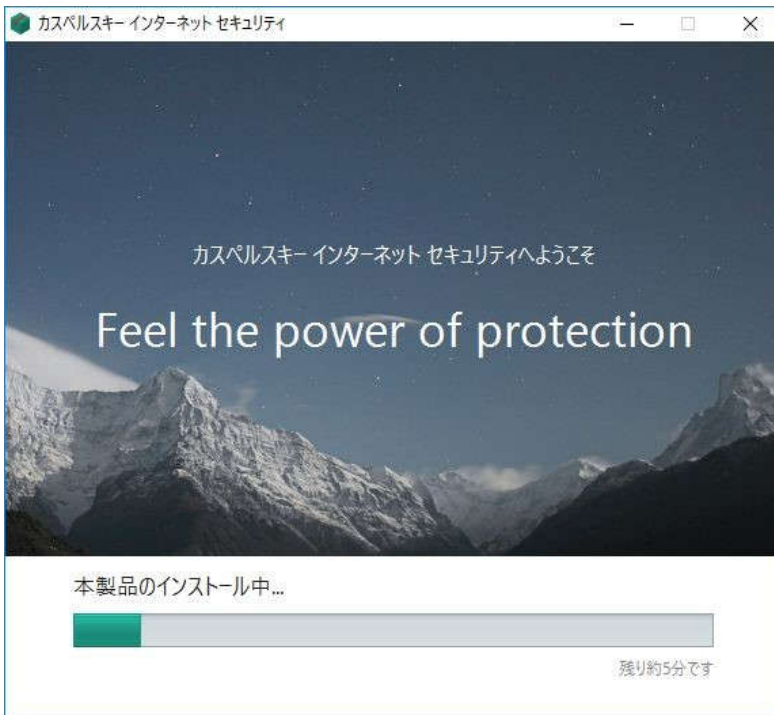 カスペルスキー インターネット セキュリティ
カスペルスキー インターネット セキュリティへようこそ
Feel the power of protection
本製品のインストール中...
残り約5分です